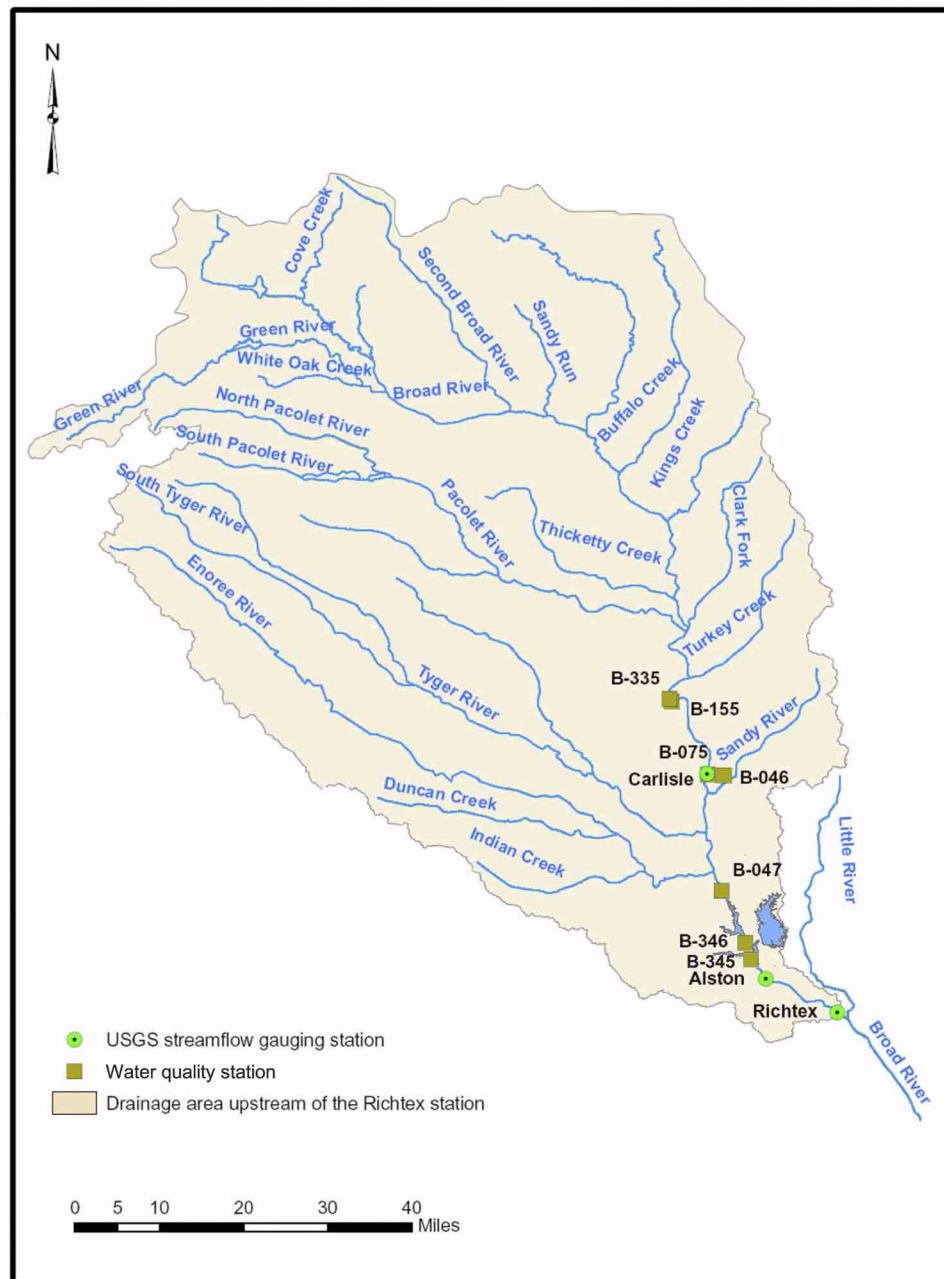 N
Cove Creek
Second Broad River
Sandy Run
Green River
White Oak Creek
Broad River
Buffalo Creek
Green River
North Pacolet River
Kings Creek
South Pacolet River
South Tyger River
Pacolet River
Thicketty Creek
Clark Fork
Enoree River
Turkey Creek
Tyger River
B-335
B-155
Sandy River
B-075
Carlisle
B-046
Duncan Creek
Indian Creek
Little River
B-047
B-346
B-345
Alston
Richtex
Broad River
USGS streamflow gauging station
Water quality station
Drainage area upstream of the Richtex station
0 5 10 20 30 40
Miles